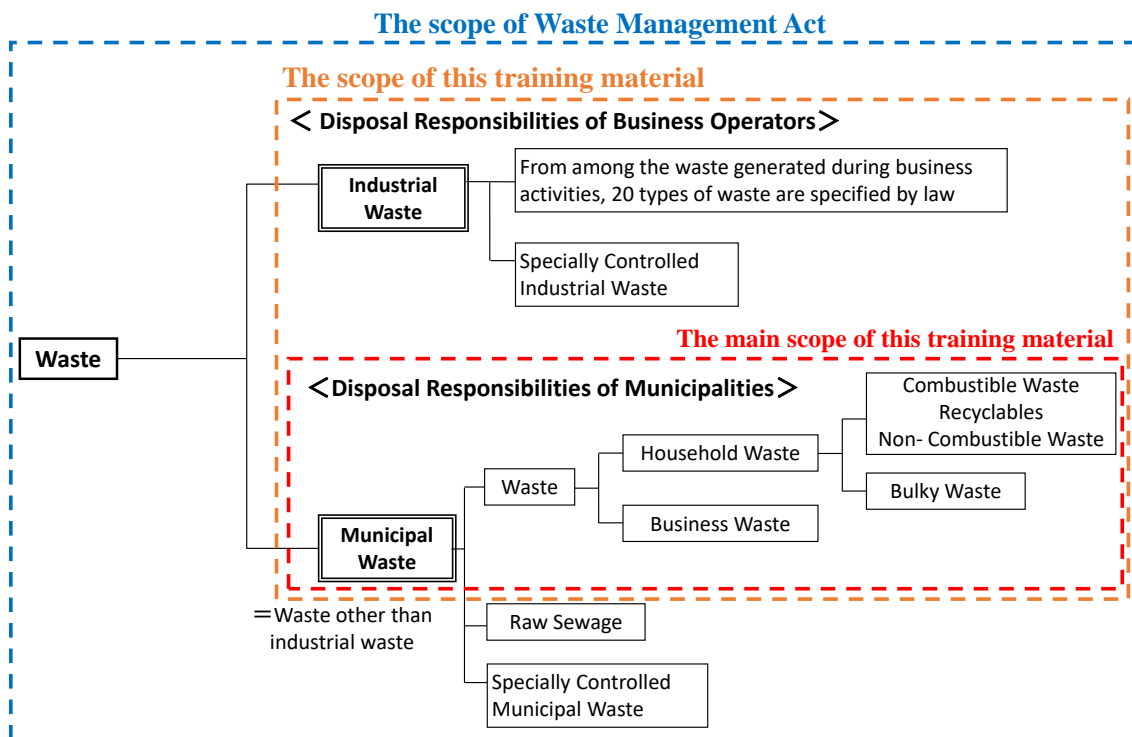 The scope of Waste Management Act
The scope of this training material
＜ Disposal Responsibilities of Business Operators＞
Industrial
Waste
From among the waste generated during business
activities, 20 types of waste are specified by law
Specially Controlled
Industrial Waste
The main scope of this training material
Waste
＜Disposal Responsibilities of Municipalities＞
Combustible Waste
Recyclables
Non- Combustible Waste
Household Waste
Waste
Bulky Waste
Business Waste
Municipal
Waste
＝Waste other than
industrial waste
Raw Sewage
Specially Controlled
Municipal Waste